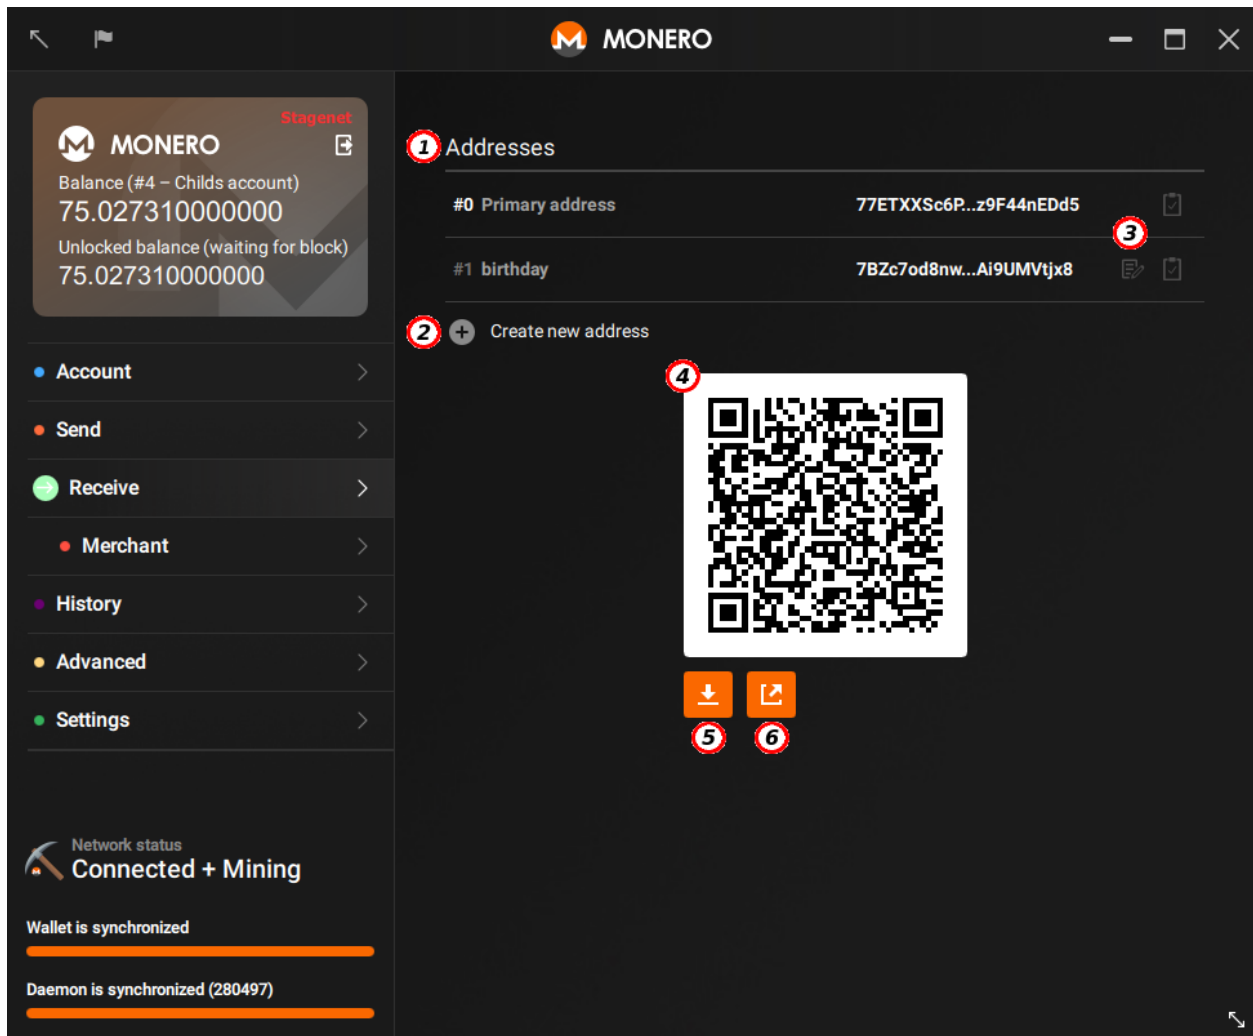 MONERO
Stagenet
MONERO
Balance (#4 – Childs account)
75.027310000000
Unlocked balance (waiting for block)
75.027310000000
Account
Send
Receive
Merchant
History
Advanced
Settings
Network status
Connected + Mining
Wallet is synchronized
Daemon is synchronized (280497)
1 Addresses
#0 Primary address 77ETXXSc6P...z9F44nEDd5
3
#1 birthday 7BZc7od8nw...Ai9UMVtjx8
2 Create new address
4
5 6